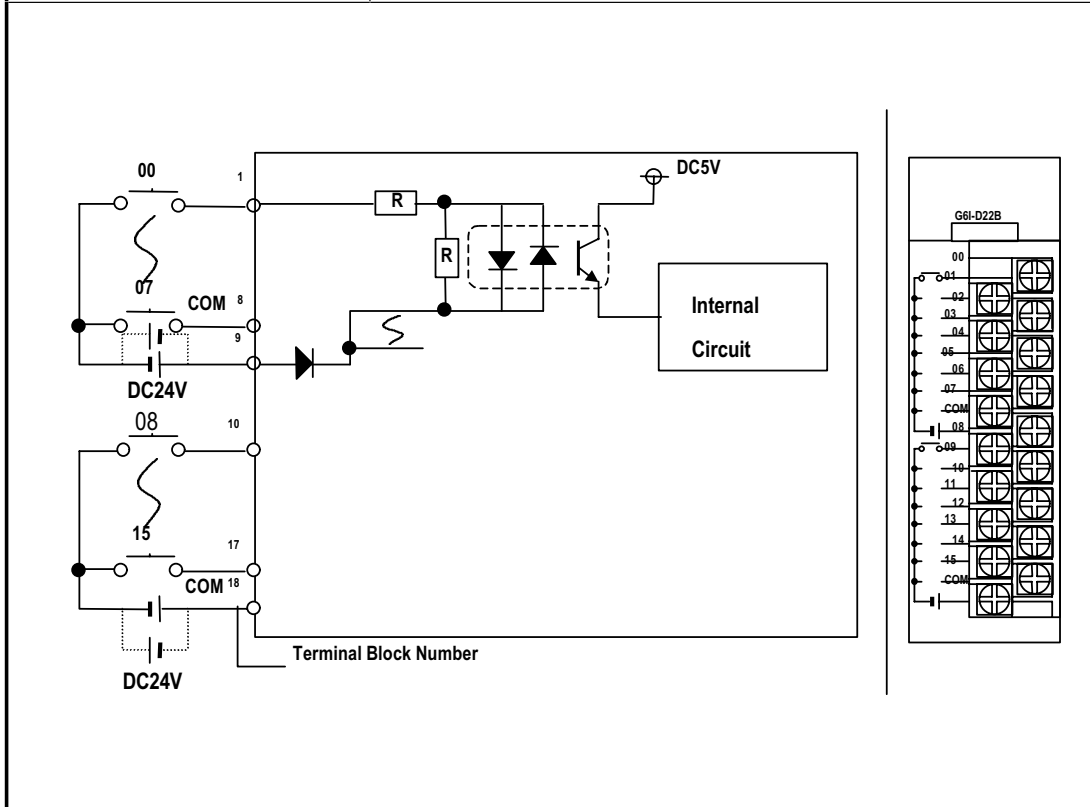 00
1
R
DC5V
R
07
COM 8
9
DC24V
Internal
Circuit
08
10
15
17
COM 18
DC24V
Terminal Block Number
G6I-D22B
00
01
02
03
04
05
06
07
COM
08
09
10
11
12
13
14
15
COM